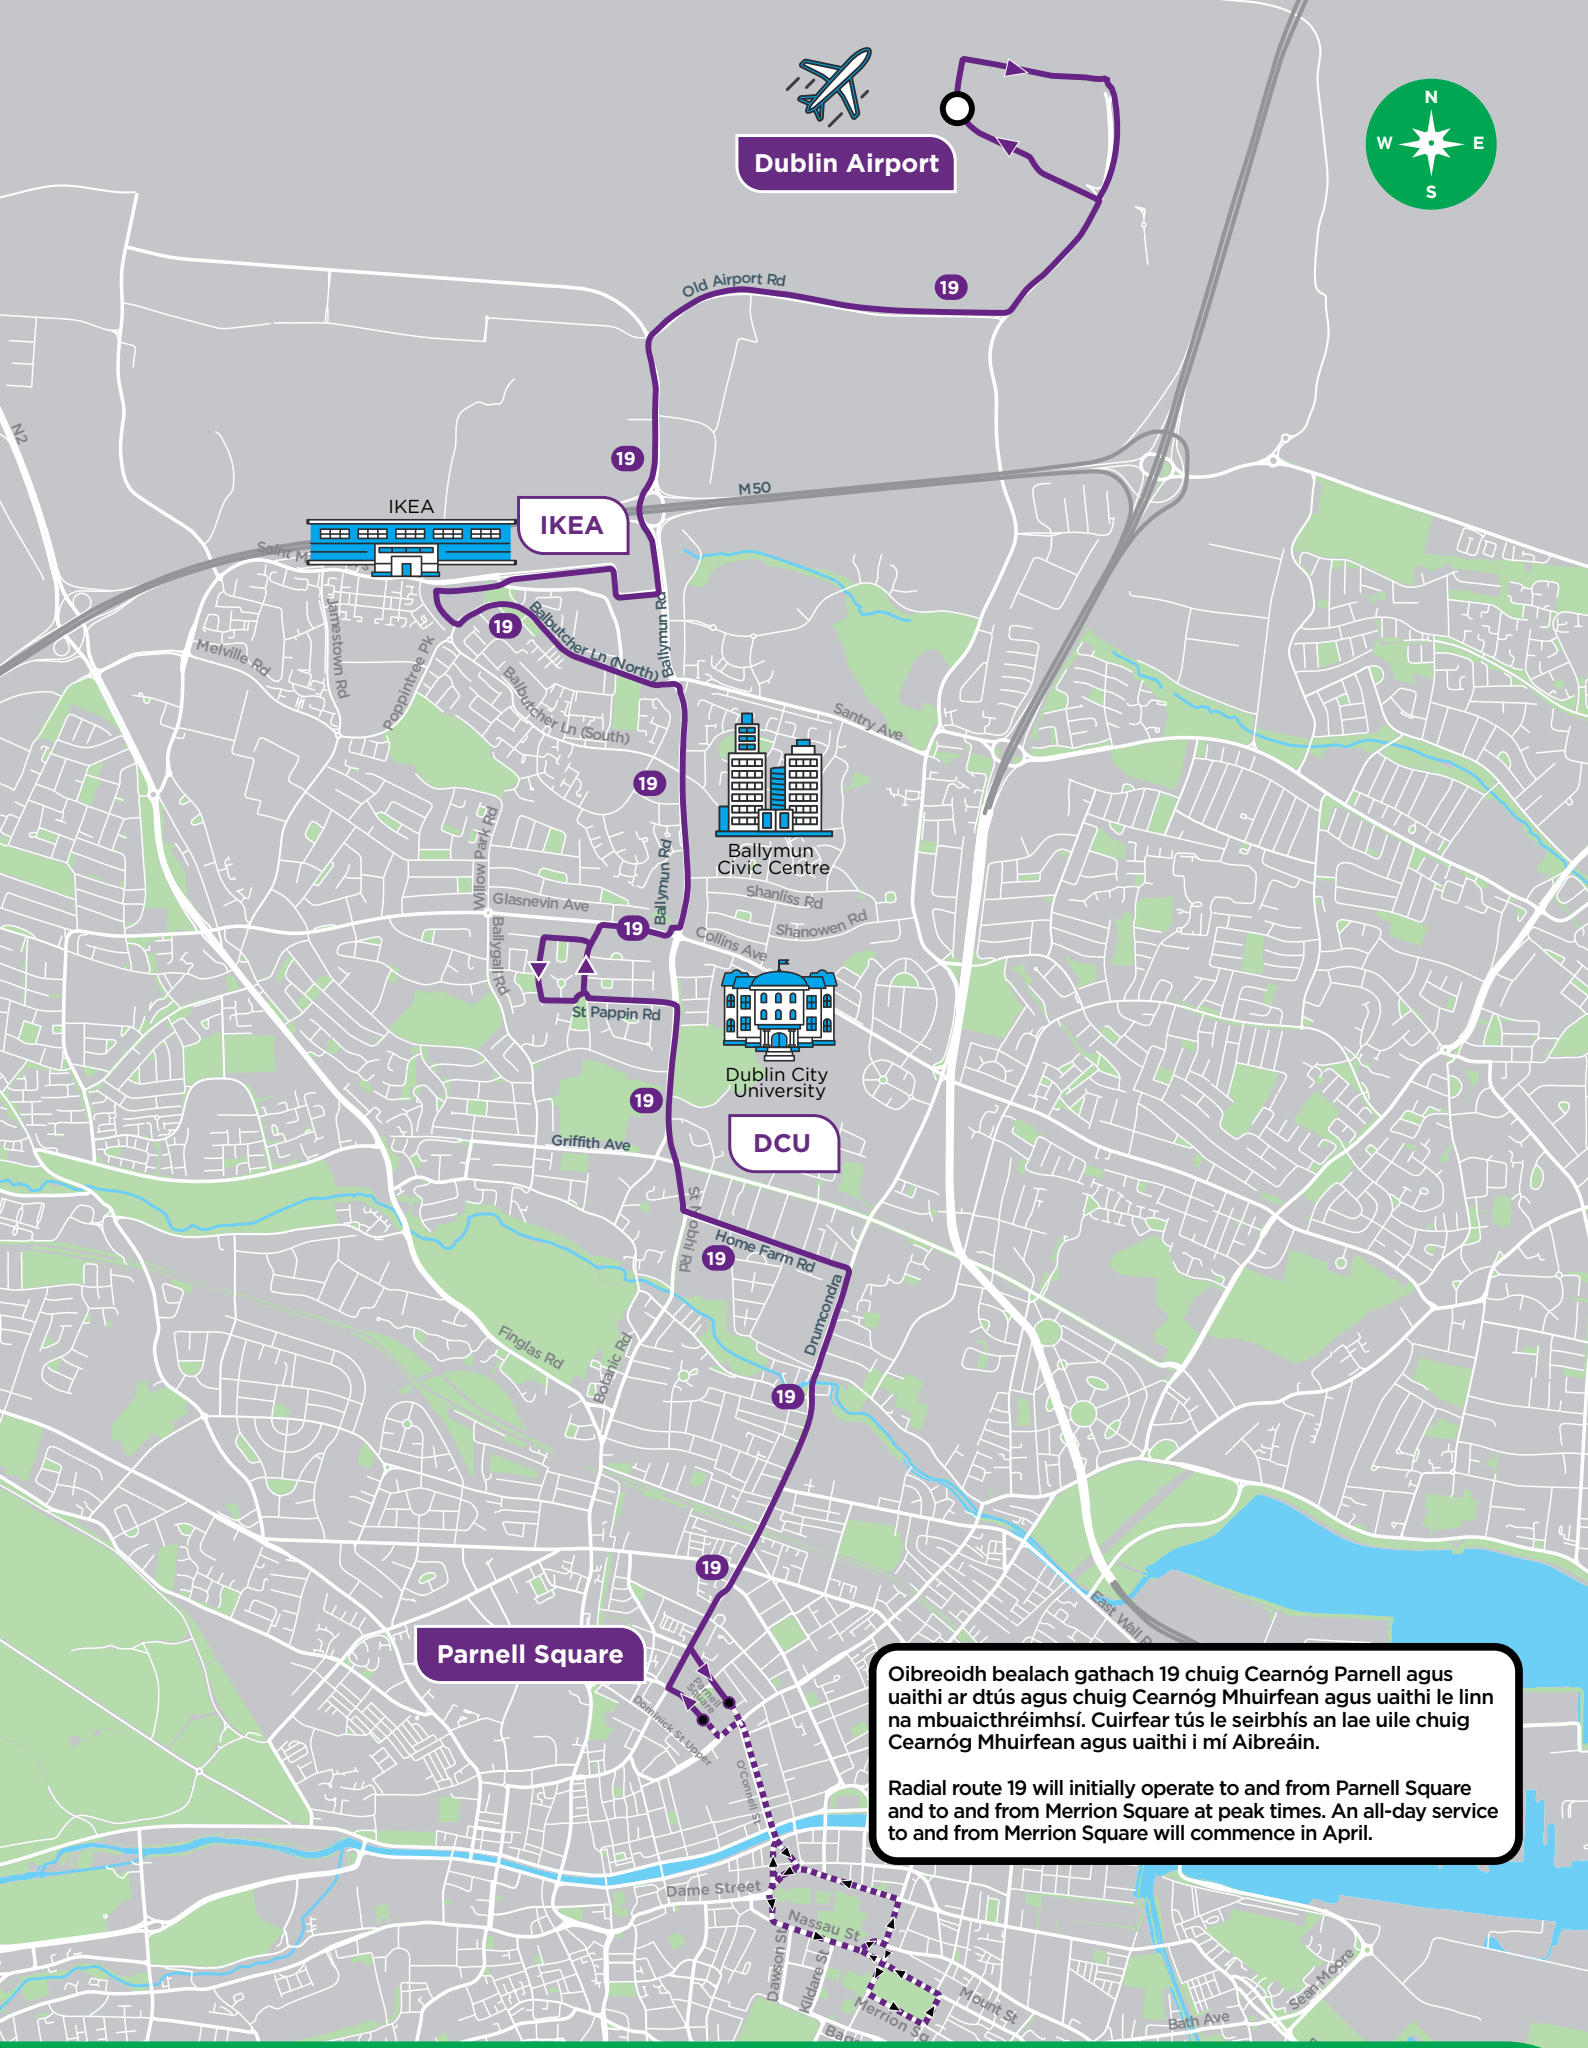 N
W
E
S
Dublin Airport
Old Airport Rd
19
N2
19
M50
IKEA
IKEA
Saint M
19
Balbutcher Ln (North)
Ballymun Rd
Jamestown Rd
Melville Rd
Poppintree Pk
Balbutcher Ln (South)
Santry Ave
19
Willow Park Rd
Ballymun Rd
Ballymun
Civic Centre
Glasnevin Ave
Shanliss Rd
Shanowen Rd
19
Collins Ave
Ballygall Rd
St Pappin Rd
Dublin City
University
19
DCU
Griffith Ave
St Mobhi Rd
Home Farm Rd
19
Drumcondra
Finglas Rd
Botanic Rd
19
19
East Wall R
Parnell Square
Parnell
Square
Dominick St Upper
O'Connell St
Oibreoidh bealach gathach 19 chuig Cearnóg Parnell agus
uaithi ar dtús agus chuig Cearnóg Mhuirfean agus uaithi le linn
na mbuaicthréimhsí. Cuirfear tús le seirbhís an lae uile chuig
Cearnóg Mhuirfean agus uaithi i mí Aibreáin.
Radial route 19 will initially operate to and from Parnell Square
and to and from Merrion Square at peak times. An all-day service
to and from Merrion Square will commence in April.
Dame Street
Nassau St
Dawson St
Kildare St
Merrion Sq
Mount St
Sean Moore
Bath Ave
Bag